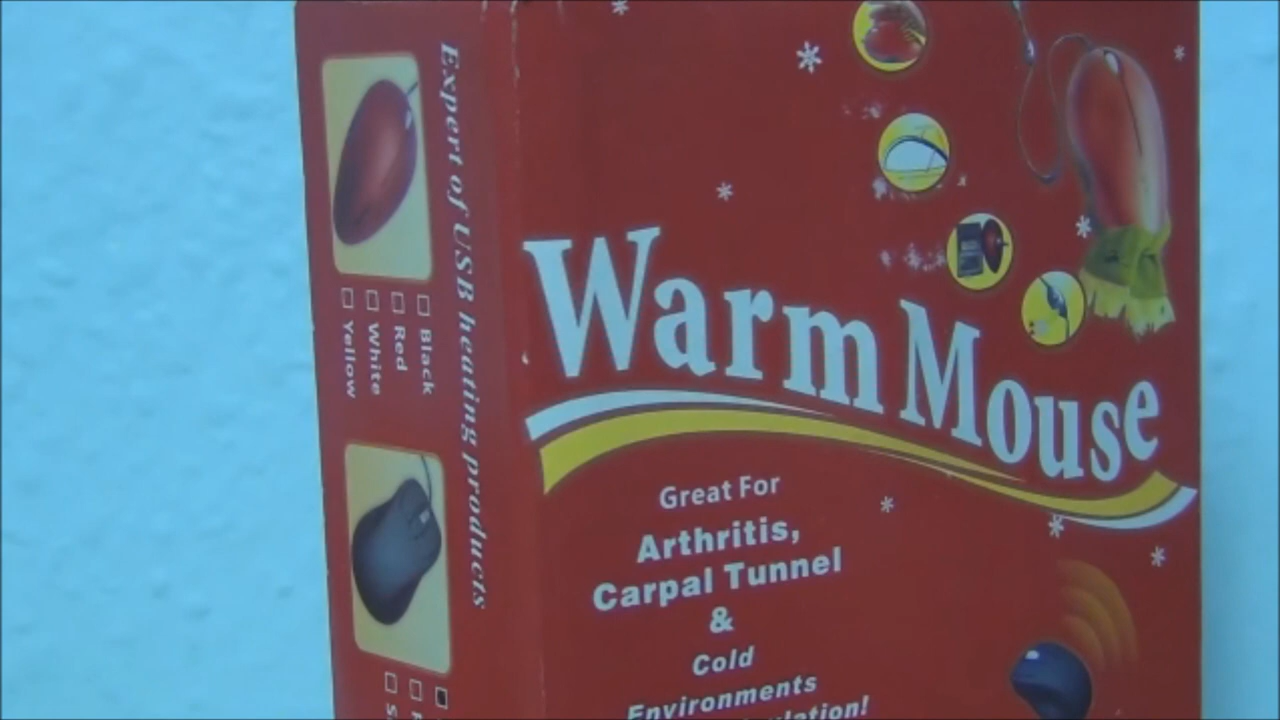 Expert of USB heating products
Black
Red
White
Yellow
Warm Mouse
Great For
Arthritis,
Carpal Tunnel
&
Cold
Environments